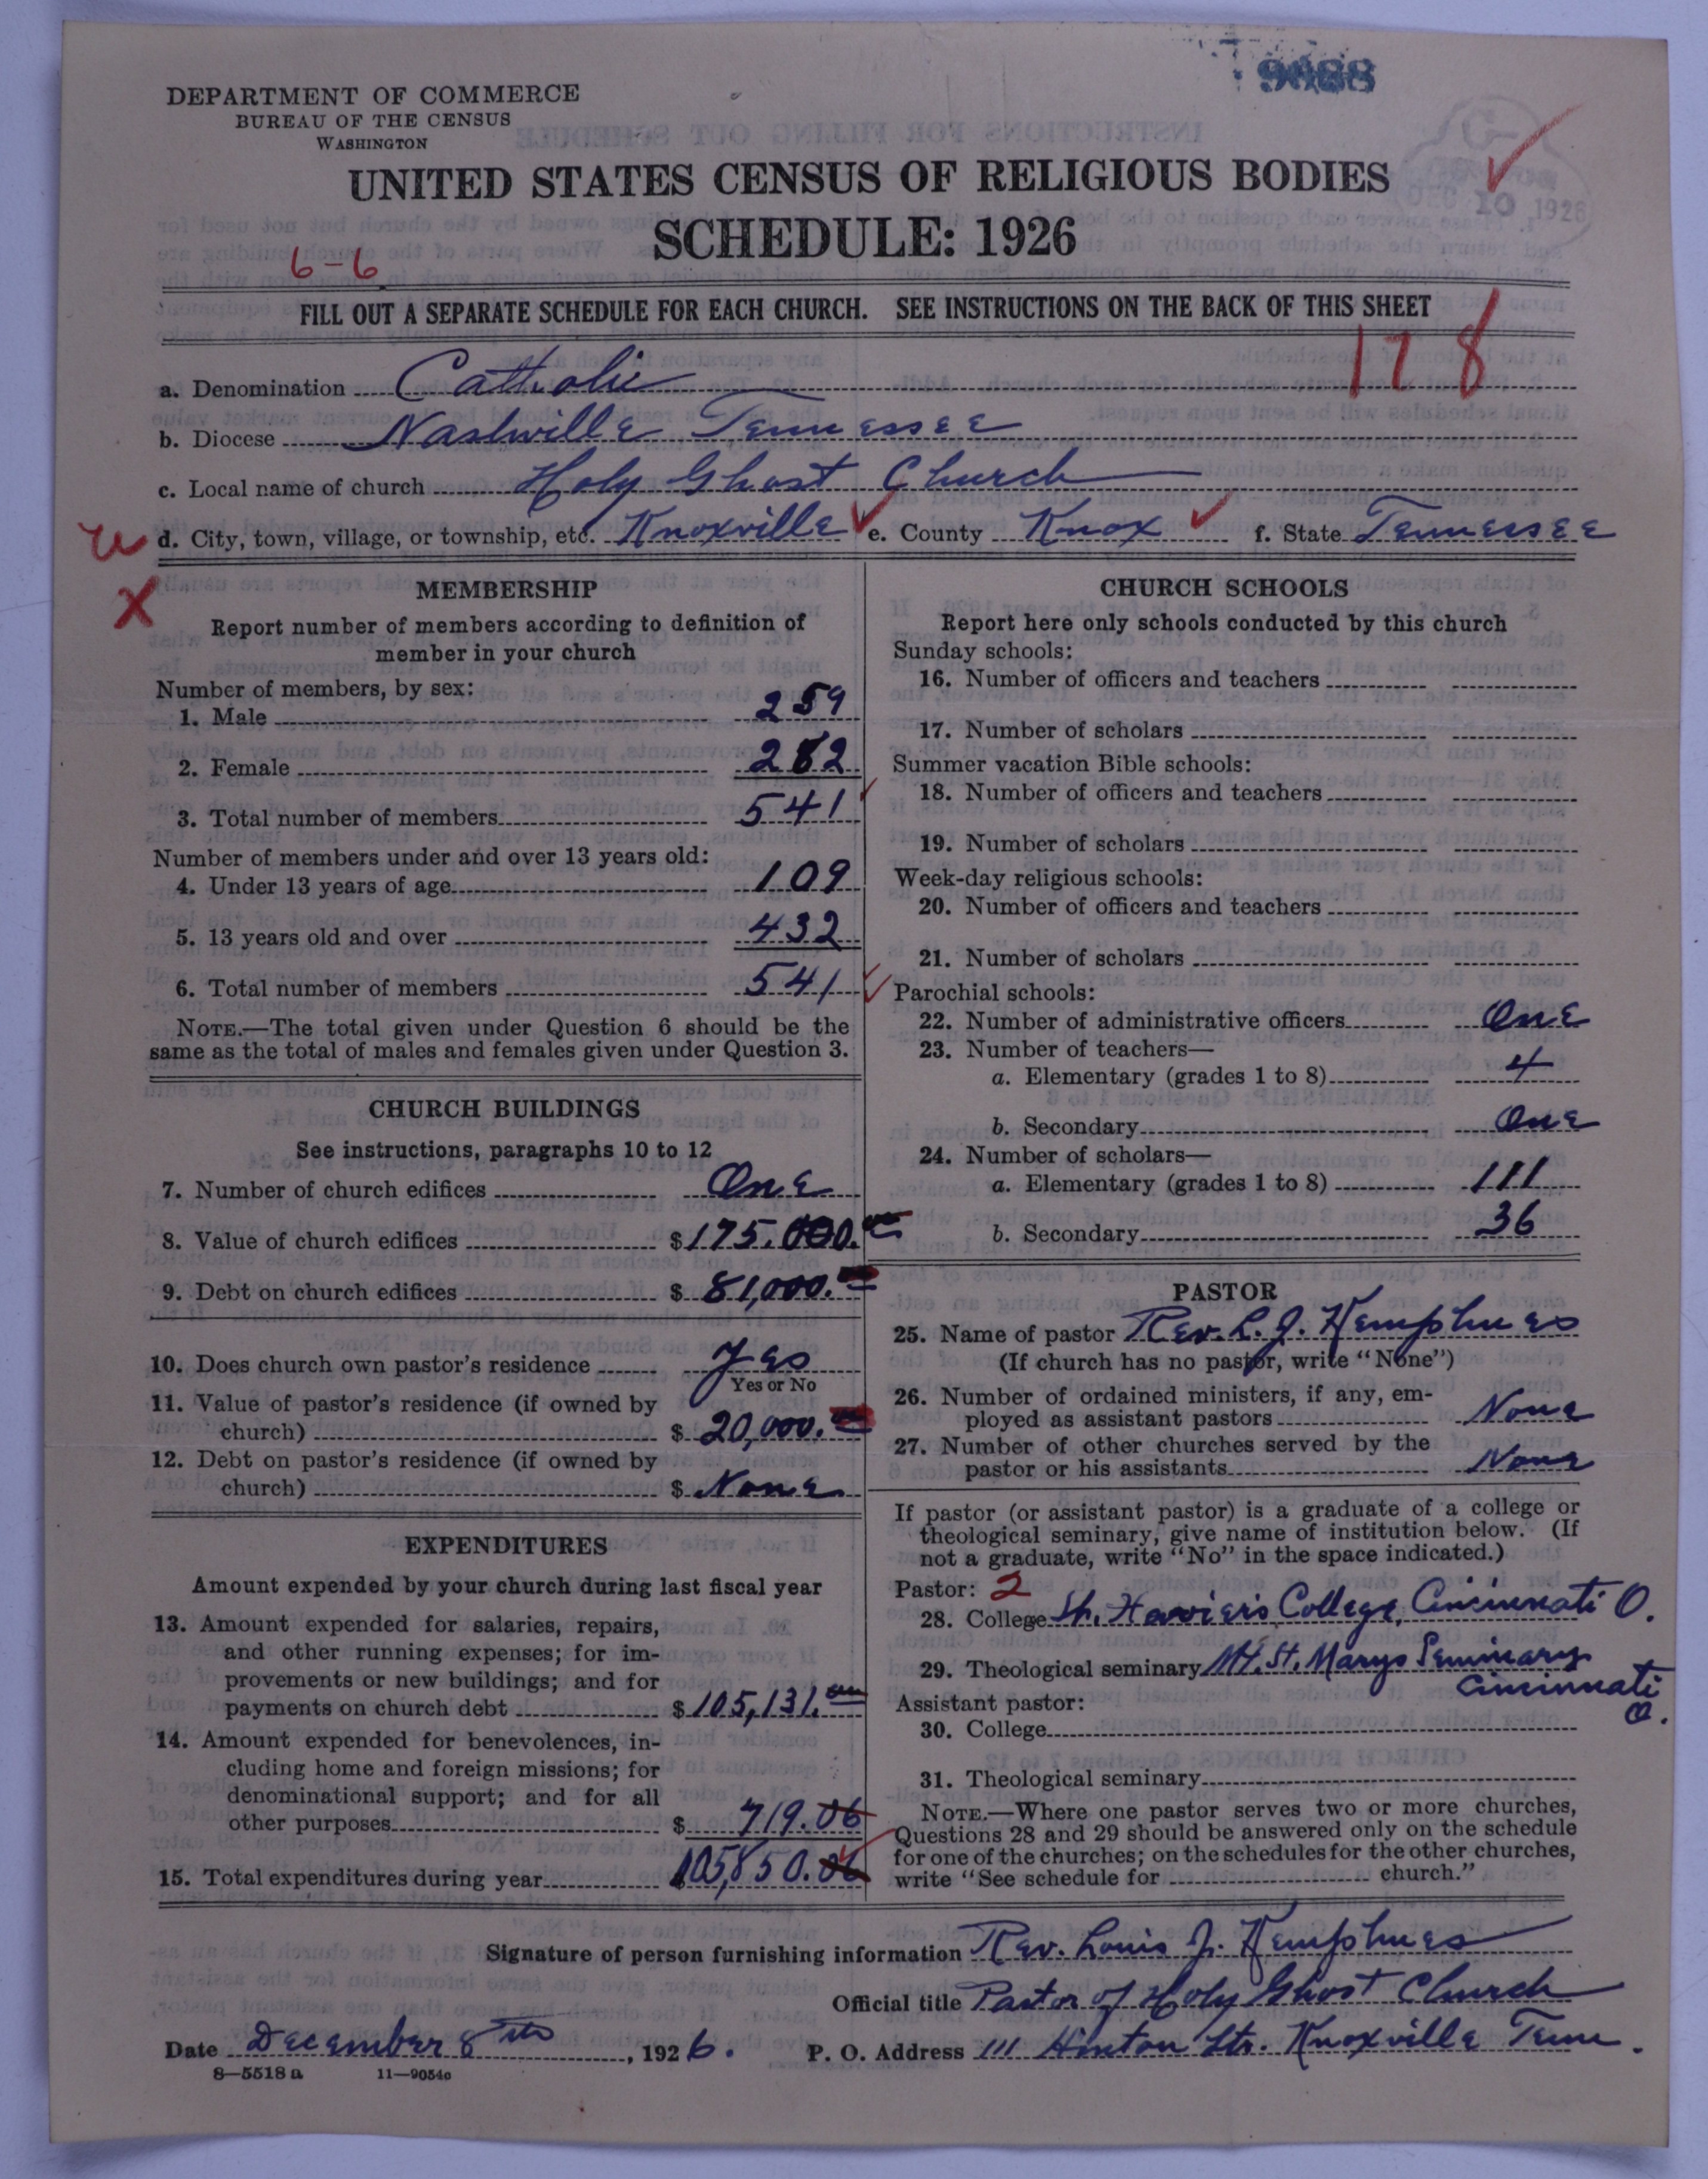 9088
DEPARTMENT OF COMMERCE
BUREAU OF THE CENSUS
WASHINGTON
UNITED STATES CENSUS OF RELIGIOUS BODIES
DEC 10 1926
SCHEDULE: 1926
6-6
FILL OUT A SEPARATE SCHEDULE FOR EACH CHURCH. SEE INSTRUCTIONS ON THE BACK OF THIS SHEET
178
a. Denomination Catholic
b. Diocese Nashville Tennessee
c. Local name of church Holy Ghost Church
d. City, town, village, or township, etc. Knoxville e. County Knox f. State Tennessee
X
MEMBERSHIP
Report number of members according to definition of
member in your church
Number of members, by sex:
1. Male 259
2. Female 282
3. Total number of members 541
Number of members under and over 13 years old:
4. Under 13 years of age 109
5. 13 years old and over 432
6. Total number of members 541
NOTE.—The total given under Question 6 should be the
same as the total of males and females given under Question 3.
CHURCH BUILDINGS
See instructions, paragraphs 10 to 12
7. Number of church edifices One
8. Value of church edifices $175.000.
9. Debt on church edifices $81,000.
10. Does church own pastor's residence Yes
Yes or No
11. Value of pastor's residence (if owned by
church) $20,000.
12. Debt on pastor's residence (if owned by
church) $None
EXPENDITURES
Amount expended by your church during last fiscal year
13. Amount expended for salaries, repairs,
and other running expenses; for im-
provements or new buildings; and for
payments on church debt $105,131.
14. Amount expended for benevolences, in-
cluding home and foreign missions; for
denominational support; and for all
other purposes $719.06
15. Total expenditures during year $105,850.06
CHURCH SCHOOLS
Report here only schools conducted by this church
Sunday schools:
16. Number of officers and teachers
17. Number of scholars
Summer vacation Bible schools:
18. Number of officers and teachers
19. Number of scholars
Week-day religious schools:
20. Number of officers and teachers
21. Number of scholars
Parochial schools:
22. Number of administrative officers One
23. Number of teachers—
a. Elementary (grades 1 to 8) 4
b. Secondary One
24. Number of scholars—
a. Elementary (grades 1 to 8) 111
b. Secondary 36
PASTOR
25. Name of pastor Rev. L. J. Kemphues
(If church has no pastor, write "None")
26. Number of ordained ministers, if any, em-
ployed as assistant pastors None
27. Number of other churches served by the
pastor or his assistants None
If pastor (or assistant pastor) is a graduate of a college or
theological seminary, give name of institution below. (If
not a graduate, write "No" in the space indicated.)
Pastor: 2
28. College St. Xavier's College, Cincinnati O.
29. Theological seminary Mt. St. Marys Seminary
Cincinnati
O.
Assistant pastor:
30. College
31. Theological seminary
NOTE.—Where one pastor serves two or more churches,
Questions 28 and 29 should be answered only on the schedule
for one of the churches; on the schedules for the other churches,
write "See schedule for church."
Signature of person furnishing information Rev. Louis J. Kemphues
Official title Pastor of Holy Ghost Church
Date December 8th, 1926. P. O. Address 111 Hinton Str. Knoxville Tenn.
8—5518a 11—9054c